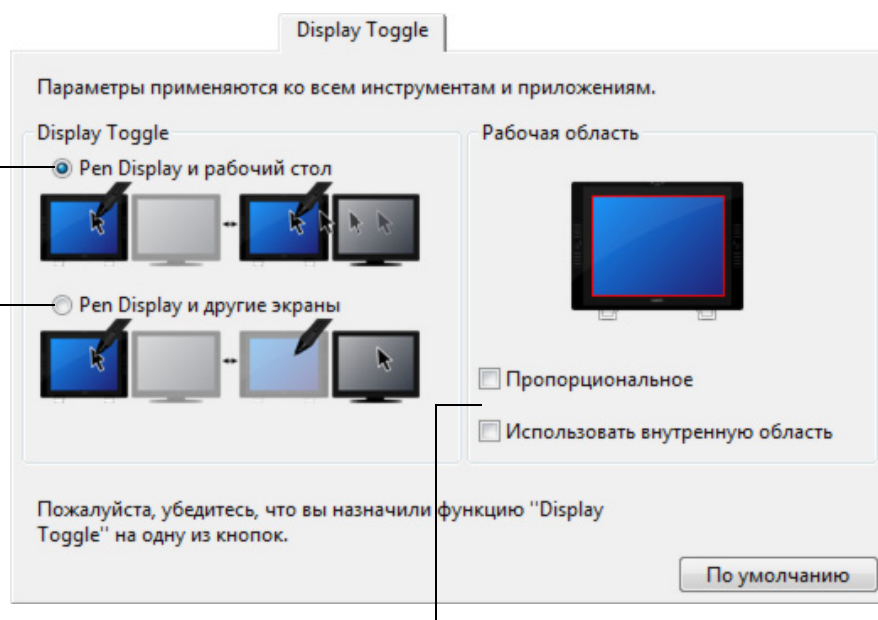 Display Toggle
Параметры применяются ко всем инструментам и приложениям.
Display Toggle
Pen Display и рабочий стол
Pen Display и другие экраны
Рабочая область
Пропорциональное
Использовать внутренную область
Пожалуйста, убедитесь, что вы назначили функцию "Display
Toggle" на одну из кнопок.
По умолчанию